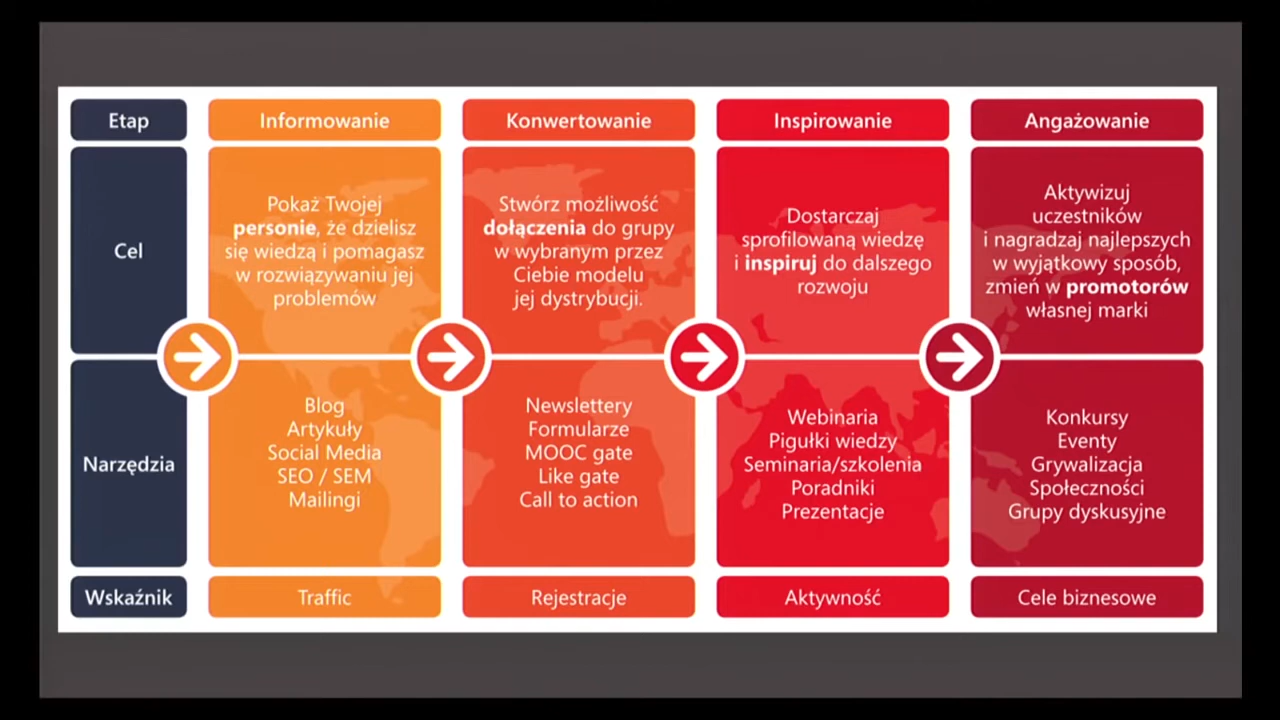 Etap
Informowanie
Konwertowanie
Inspirowanie
Angażowanie
Cel
Pokaż Twojej
personie, że dzielisz
się wiedzą i pomagasz
w rozwiązywaniu jej
problemów
Stwórz możliwość
dołączenia do grupy
w wybranym przez
Ciebie modelu
jej dystrybucji.
Dostarczaj
sprofilowaną wiedzę
i inspiruj do dalszego
rozwoju
Aktywizuj
uczestników
i nagradzaj najlepszych
w wyjątkowy sposób,
zmień w promotorów
własnej marki
Narzędzia
Blog
Artykuły
Social Media
SEO / SEM
Mailingi
Newslettery
Formularze
MOOC gate
Like gate
Call to action
Webinaria
Pigułki wiedzy
Seminaria/szkolenia
Poradniki
Prezentacje
Konkursy
Eventy
Grywalizacja
Społeczności
Grupy dyskusyjne
Wskaźnik
Traffic
Rejestracje
Aktywność
Cele biznesowe